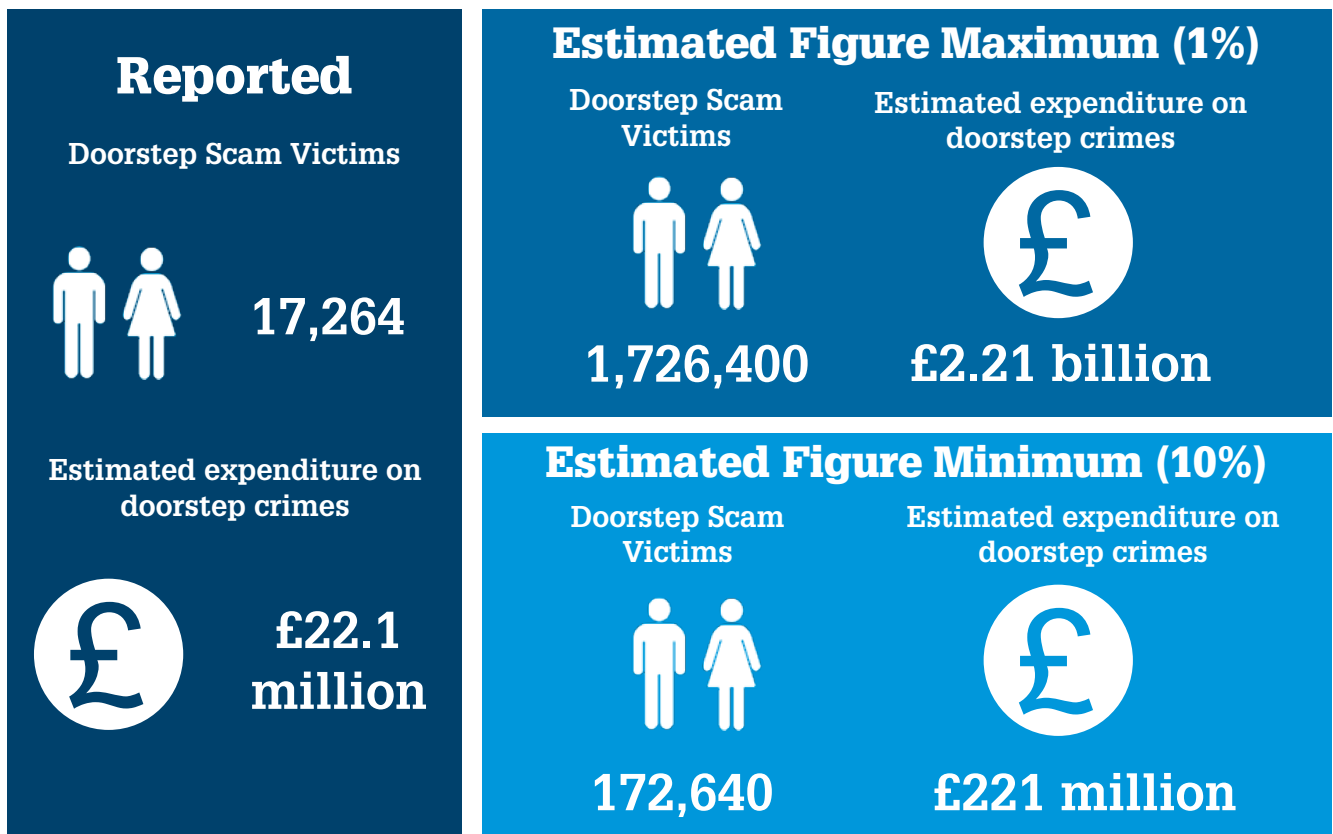 Reported
Doorstep Scam Victims
17,264
Estimated expenditure on
doorstep crimes
£
£22.1
million
Estimated Figure Maximum (1%)
Doorstep Scam
Victims
1,726,400
Estimated expenditure on
doorstep crimes
£
£2.21 billion
Estimated Figure Minimum (10%)
Doorstep Scam
Victims
172,640
Estimated expenditure on
doorstep crimes
£
£221 million